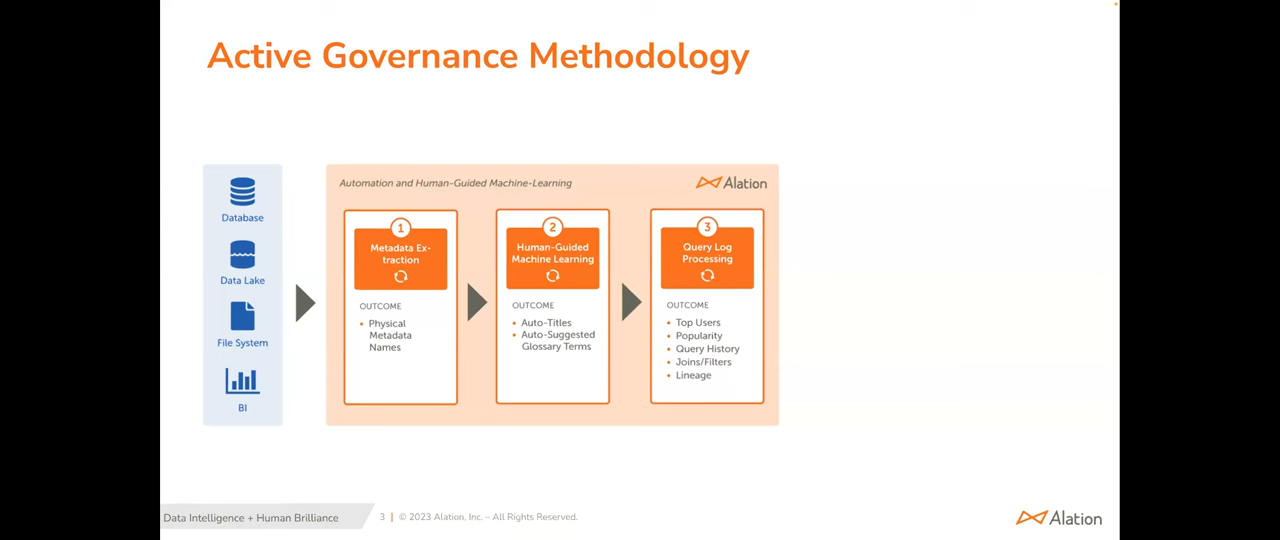 Active Governance Methodology
Database
Data Lake
File System
BI
Automation and Human-Guided Machine-Learning
Alation
1
Metadata Ex-
traction
OUTCOME
• Physical
Metadata
Names
2
Human-Guided
Machine Learning
OUTCOME
• Auto-Titles
• Auto-Suggested
Glossary Terms
3
Query Log
Processing
OUTCOME
• Top Users
• Popularity
• Query History
• Joins/Filters
• Lineage
Data Intelligence + Human Brilliance
3 | © 2023 Alation, Inc. – All Rights Reserved.
Alation